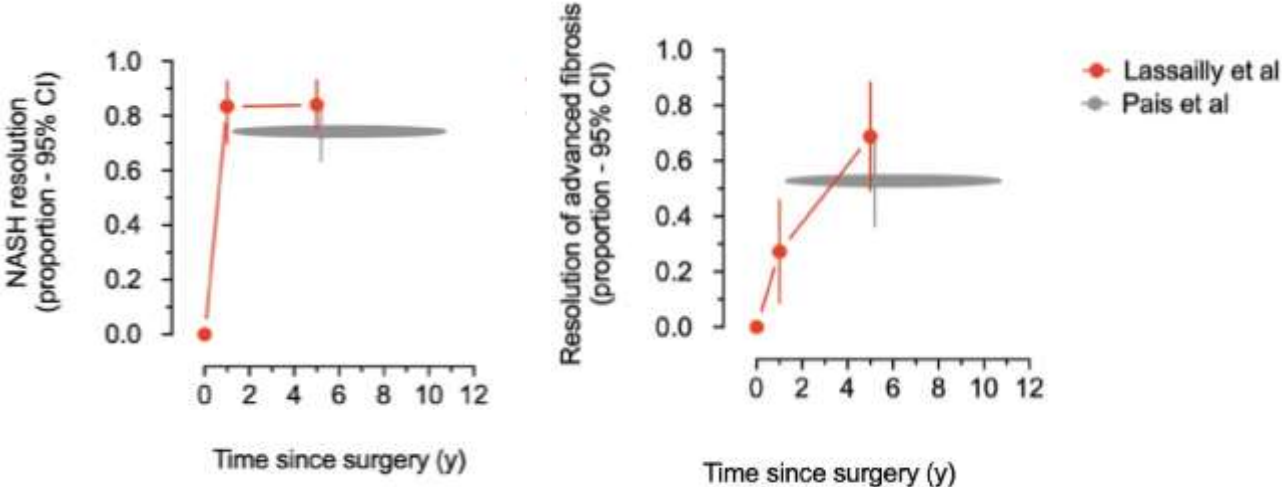 NASH resolution
(proportion - 95% CI)
1.0
0.8
0.6
0.4
0.2
0.0
0 2 4 6 8 10 12
Time since surgery (y)
Resolution of advanced fibrosis
(proportion - 95% CI)
1.0
0.8
0.6
0.4
0.2
0.0
0 2 4 6 8 10 12
Time since surgery (y)
Lassailly et al
Pais et al